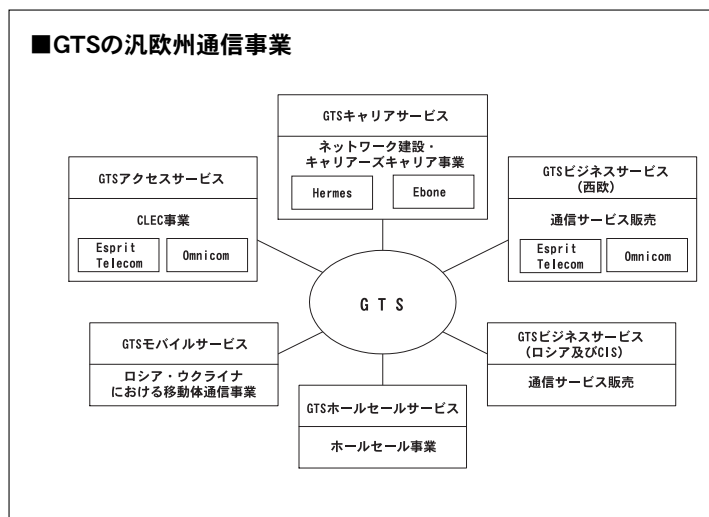 ■GTSの汎欧州通信事業
GTSキャリアサービス
ネットワーク建設・
キャリアーズキャリア事業
Hermes
Ebone
GTSアクセスサービス
CLEC事業
Esprit
Telecom
Omnicom
GTSビジネスサービス
(西欧)
通信サービス販売
Esprit
Telecom
Omnicom
GTS
GTSモバイルサービス
ロシア・ウクライナ
における移動体通信事業
GTSビジネスサービス
(ロシア及びCIS)
通信サービス販売
GTSホールセールサービス
ホールセール事業